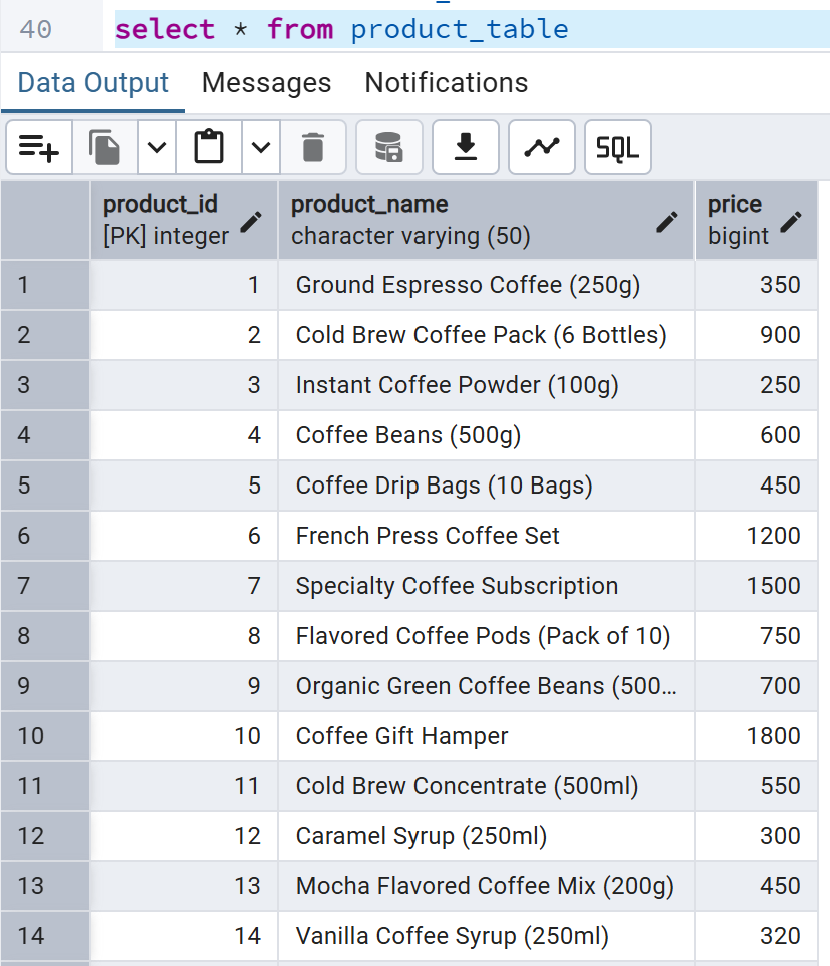 40 select * from product_table
Data Output Messages Notifications
SQL
product_id product_name price
[PK] integer character varying (50) bigint
1 1 Ground Espresso Coffee (250g) 350
2 2 Cold Brew Coffee Pack (6 Bottles) 900
3 3 Instant Coffee Powder (100g) 250
4 4 Coffee Beans (500g) 600
5 5 Coffee Drip Bags (10 Bags) 450
6 6 French Press Coffee Set 1200
7 7 Specialty Coffee Subscription 1500
8 8 Flavored Coffee Pods (Pack of 10) 750
9 9 Organic Green Coffee Beans (500... 700
10 10 Coffee Gift Hamper 1800
11 11 Cold Brew Concentrate (500ml) 550
12 12 Caramel Syrup (250ml) 300
13 13 Mocha Flavored Coffee Mix (200g) 450
14 14 Vanilla Coffee Syrup (250ml) 320